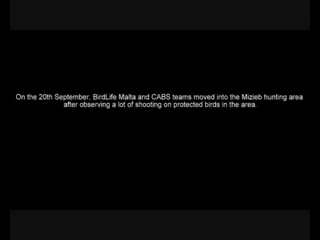 On the 20th September, BirdLife Malta and CABS teams moved into the Mizieb hunting area
after observing a lot of shooting on protected birds in the area.